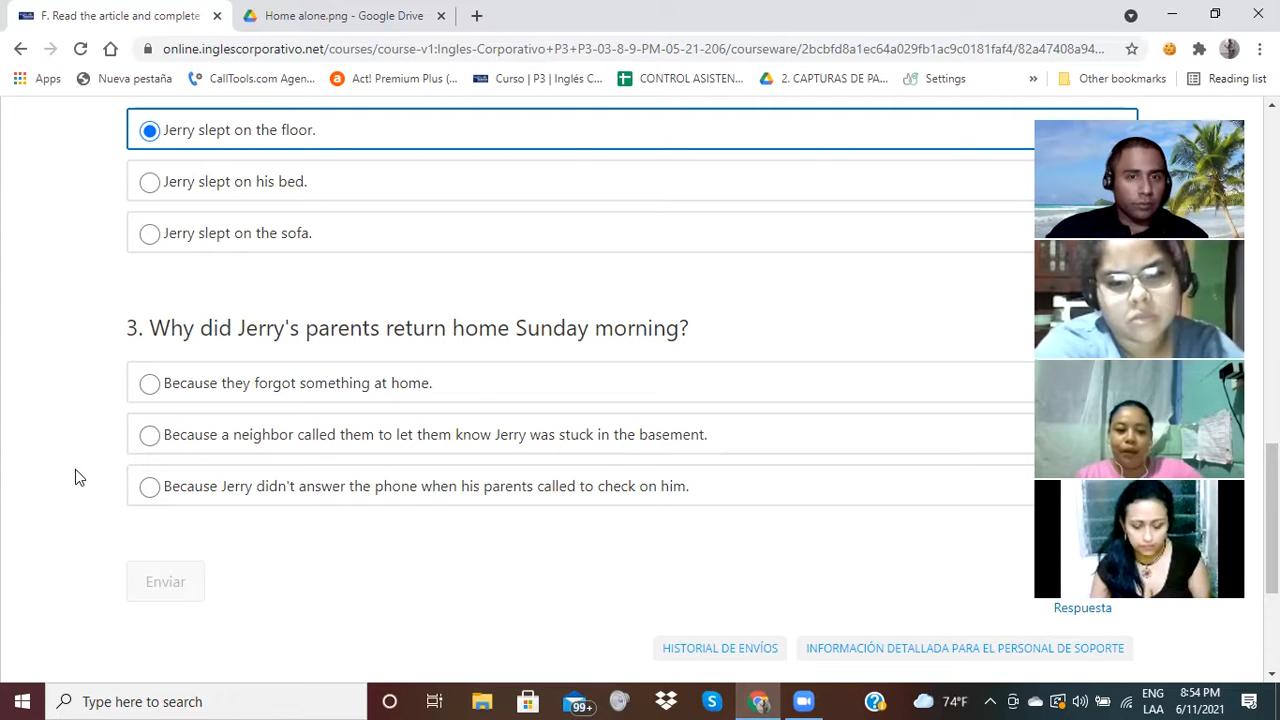 F. Read the article and complete
Home alone.png - Google Drive
online.inglescorporativo.net/courses/course-v1:Ingles-Corporativo+P3+P3-03-8-9-PM-05-21-206/courseware/2bcbfd8a1ec64a029fb1ac9c0181faf4/82a47408a94...
Apps
Nueva pestaña
CallTools.com Agen...
Act! Premium Plus (...
Curso | P3 | Inglés C...
CONTROL ASISTEN...
2. CAPTURAS DE PA...
Settings
»
Other bookmarks
Reading list
Jerry slept on the floor.
Jerry slept on his bed.
Jerry slept on the sofa.
3. Why did Jerry's parents return home Sunday morning?
Because they forgot something at home.
Because a neighbor called them to let them know Jerry was stuck in the basement.
Because Jerry didn't answer the phone when his parents called to check on him.
Enviar
Respuesta
HISTORIAL DE ENVÍOS
INFORMACIÓN DETALLADA PARA EL PERSONAL DE SOPORTE
Type here to search
99+
74°F
ENG
LAA
8:54 PM
6/11/2021